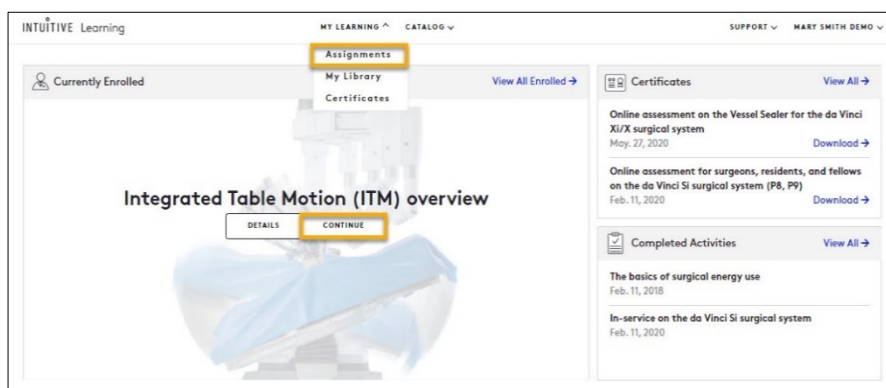 INTUITIVE Learning
MY LEARNING CATALOG
SUPPORT MARY SMITH DEMO
Assignments
My Library
Certificates
Currently Enrolled
View All Enrolled →
Integrated Table Motion (ITM) overview
DETAILS
CONTINUE
Certificates
View All →
Online assessment on the Vessel Sealer for the da Vinci
Xi/X surgical system
May. 27, 2020
Download →
Online assessment for surgeons, residents, and fellows
on the da Vinci Si surgical system (P8, P9)
Feb. 11, 2020
Download →
Completed Activities
View All →
The basics of surgical energy use
Feb. 11, 2018
In-service on the da Vinci Si surgical system
Feb. 11, 2020